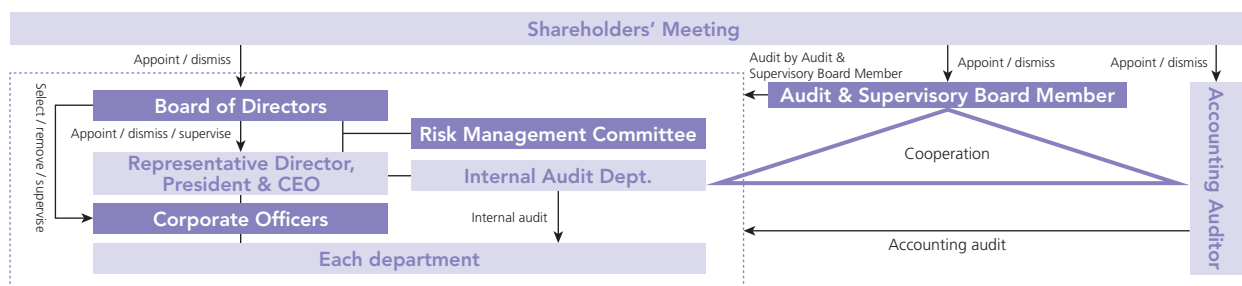 Shareholders’ Meeting
Appoint / dismiss
Audit by Audit &
Supervisory Board Member
Appoint / dismiss
Appoint / dismiss
Select / remove / supervise
Board of Directors
Audit & Supervisory Board Member
Accounting Auditor
Appoint / dismiss / supervise
Risk Management Committee
Representative Director,
President & CEO
Internal Audit Dept.
Cooperation
Corporate Officers
Internal audit
Accounting audit
Each department